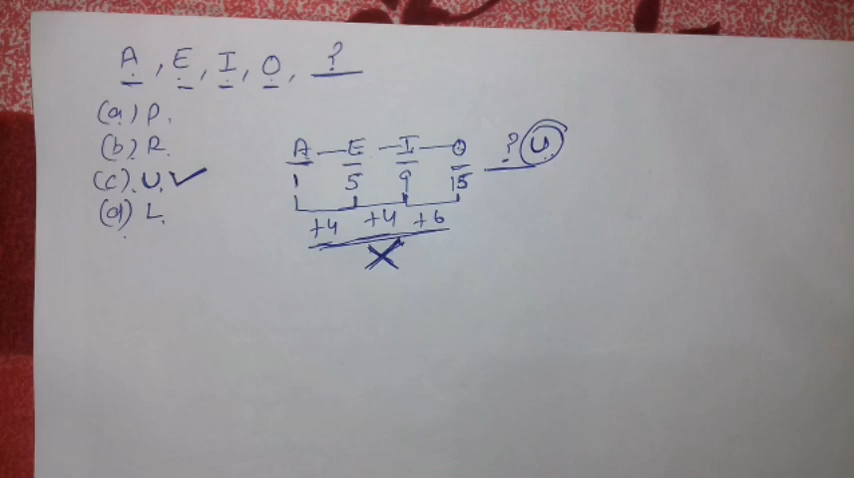 A, E, I, O, ?
(a) P.
(b) R.
(c). U. ✓
(d) L.
A — E — I — O ? U
1 5 9 15
+4 +4 +6
X